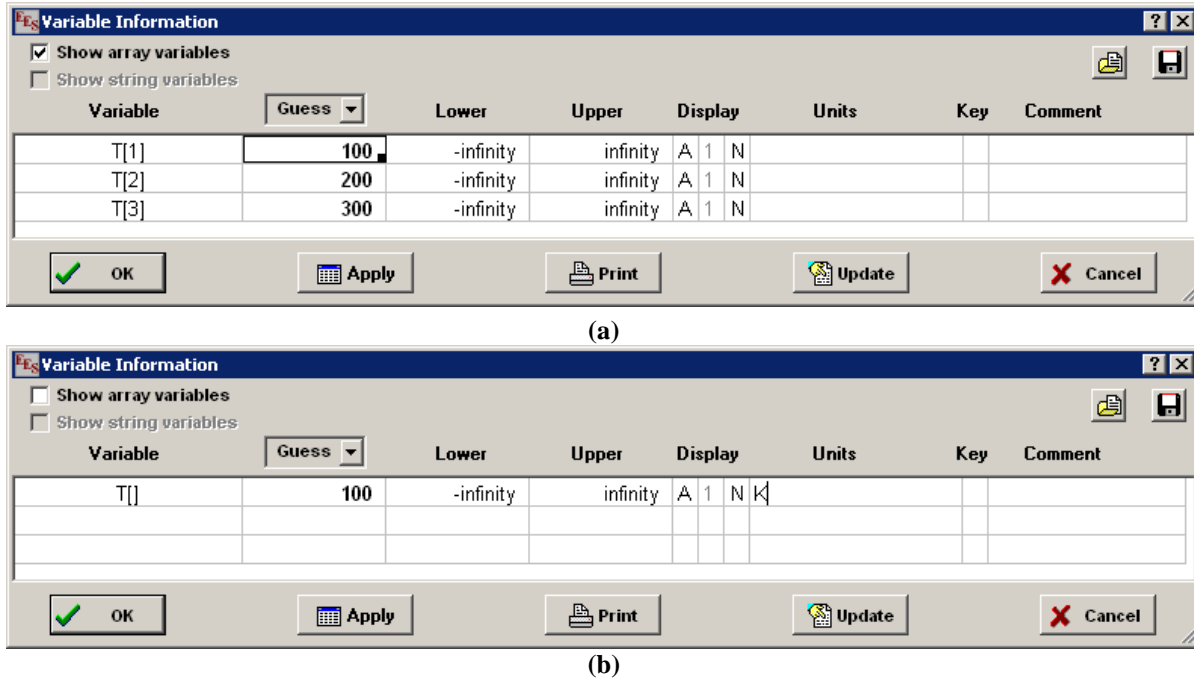 EES Variable Information ? X
Show array variables
Show string variables
Variable Guess Lower Upper Display Units Key Comment
T[1] 100 -infinity infinity A 1 N
T[2] 200 -infinity infinity A 1 N
T[3] 300 -infinity infinity A 1 N
OK Apply Print Update Cancel
(a)
EES Variable Information ? X
Show array variables
Show string variables
Variable Guess Lower Upper Display Units Key Comment
T[] 100 -infinity infinity A 1 N K
OK Apply Print Update Cancel
(b)